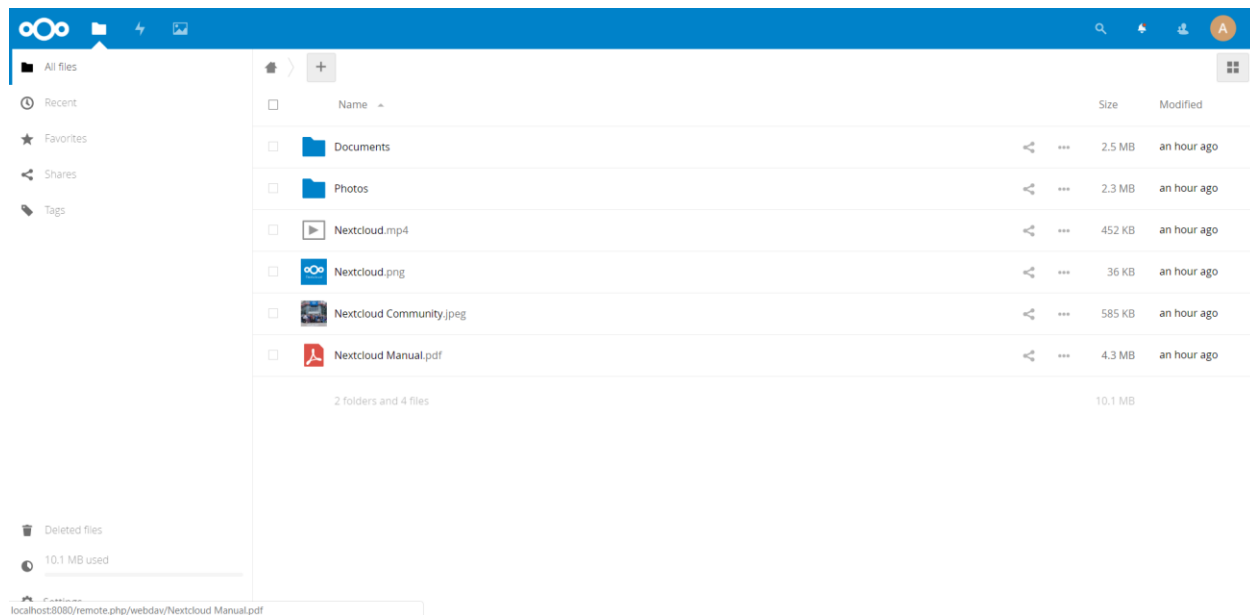 A
All files
Recent
Favorites
Shares
Tags
Name Size Modified
Documents 2.5 MB an hour ago
Photos 2.3 MB an hour ago
Nextcloud.mp4 452 KB an hour ago
Nextcloud.png 36 KB an hour ago
Nextcloud Community.jpeg 585 KB an hour ago
Nextcloud Manual.pdf 4.3 MB an hour ago
2 folders and 4 files 10.1 MB
Deleted files
10.1 MB used
Settings
localhost:8080/remote.php/webdav/Nextcloud Manual.pdf